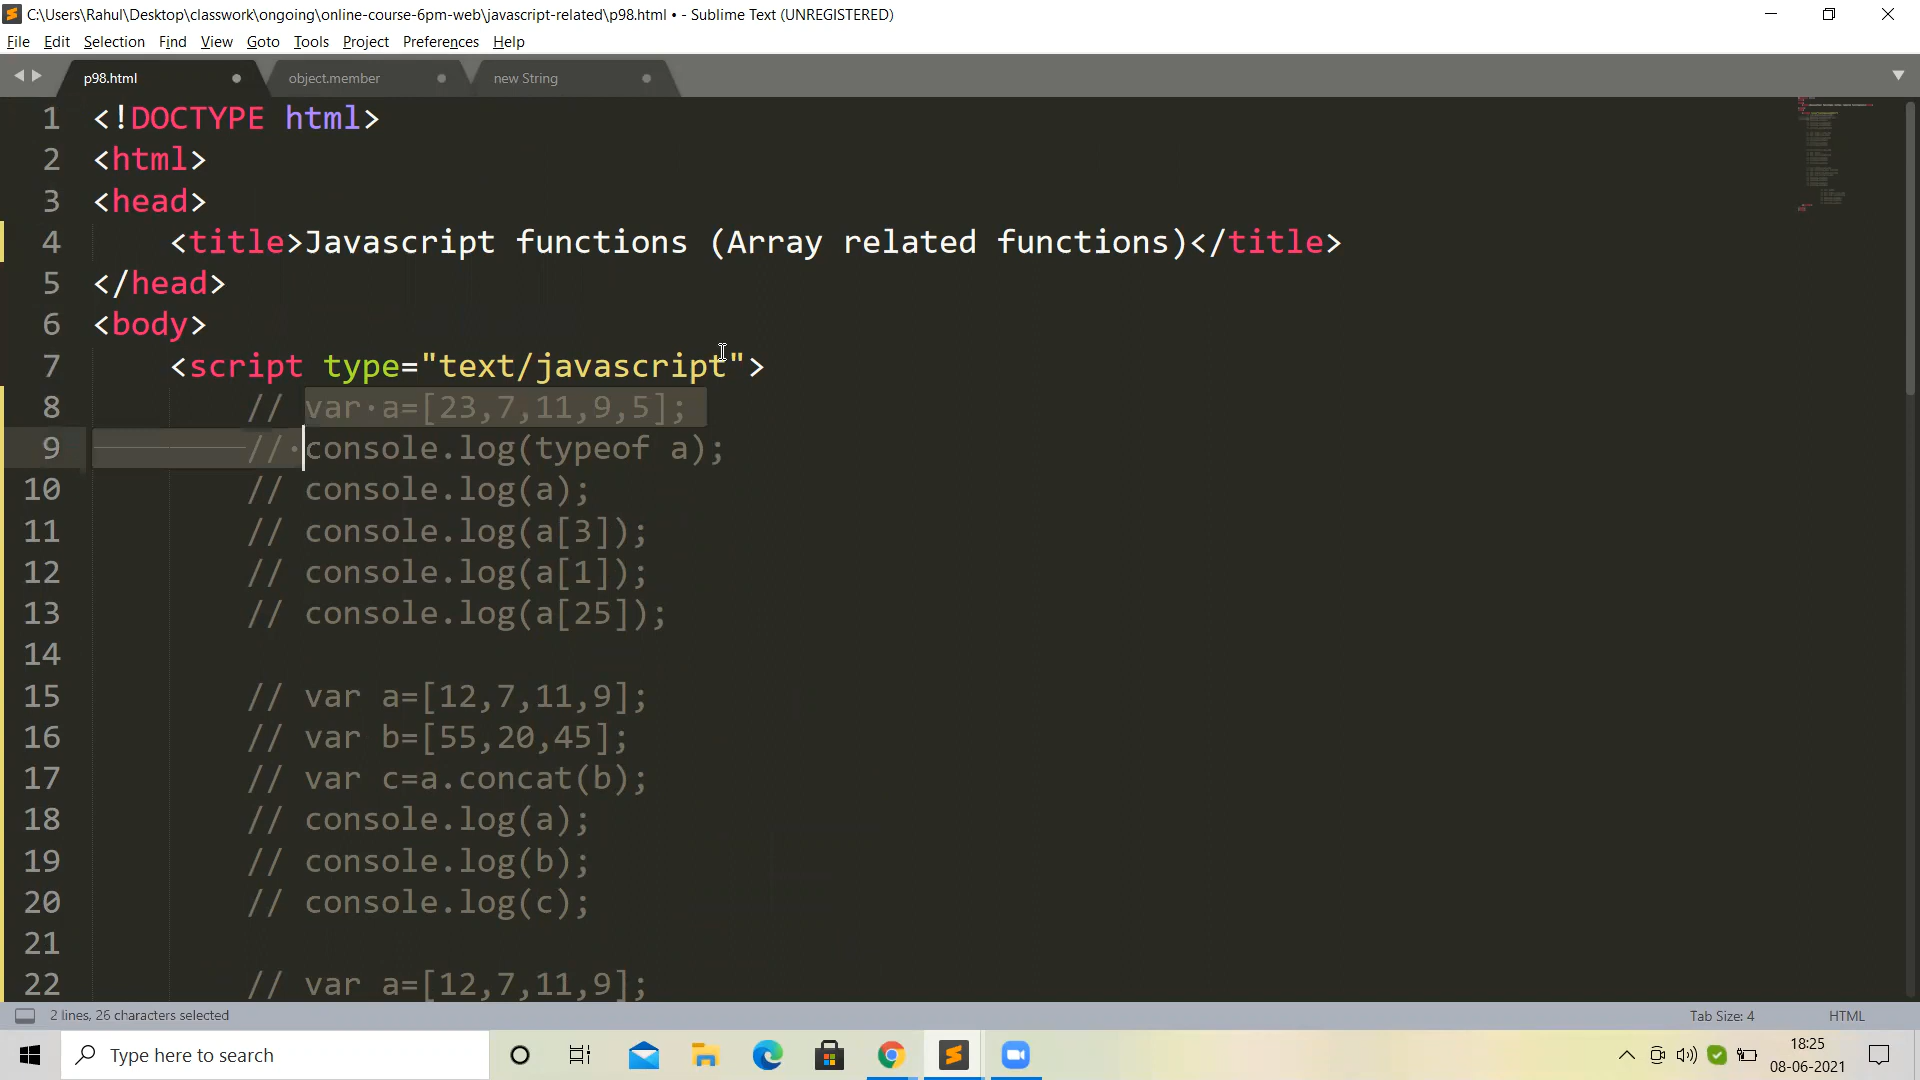 C:\Users\Rahul\Desktop\classwork\ongoing\online-course-6pm-web\javascript-related\p98.html • - Sublime Text (UNREGISTERED)
File Edit Selection Find View Goto Tools Project Preferences Help
p98.html object.member new String
1 <!DOCTYPE html>
2 <html>
3 <head>
4 <title>Javascript functions (Array related functions)</title>
5 </head>
6 <body>
7 <script type="text/javascript">
8 // var a=[23,7,11,9,5];
9 // console.log(typeof a);
10 // console.log(a);
11 // console.log(a[3]);
12 // console.log(a[1]);
13 // console.log(a[25]);
14
15 // var a=[12,7,11,9];
16 // var b=[55,20,45];
17 // var c=a.concat(b);
18 // console.log(a);
19 // console.log(b);
20 // console.log(c);
21
22 // var a=[12,7,11,9];
2 lines, 26 characters selected Tab Size: 4 HTML
Type here to search
18:25
08-06-2021